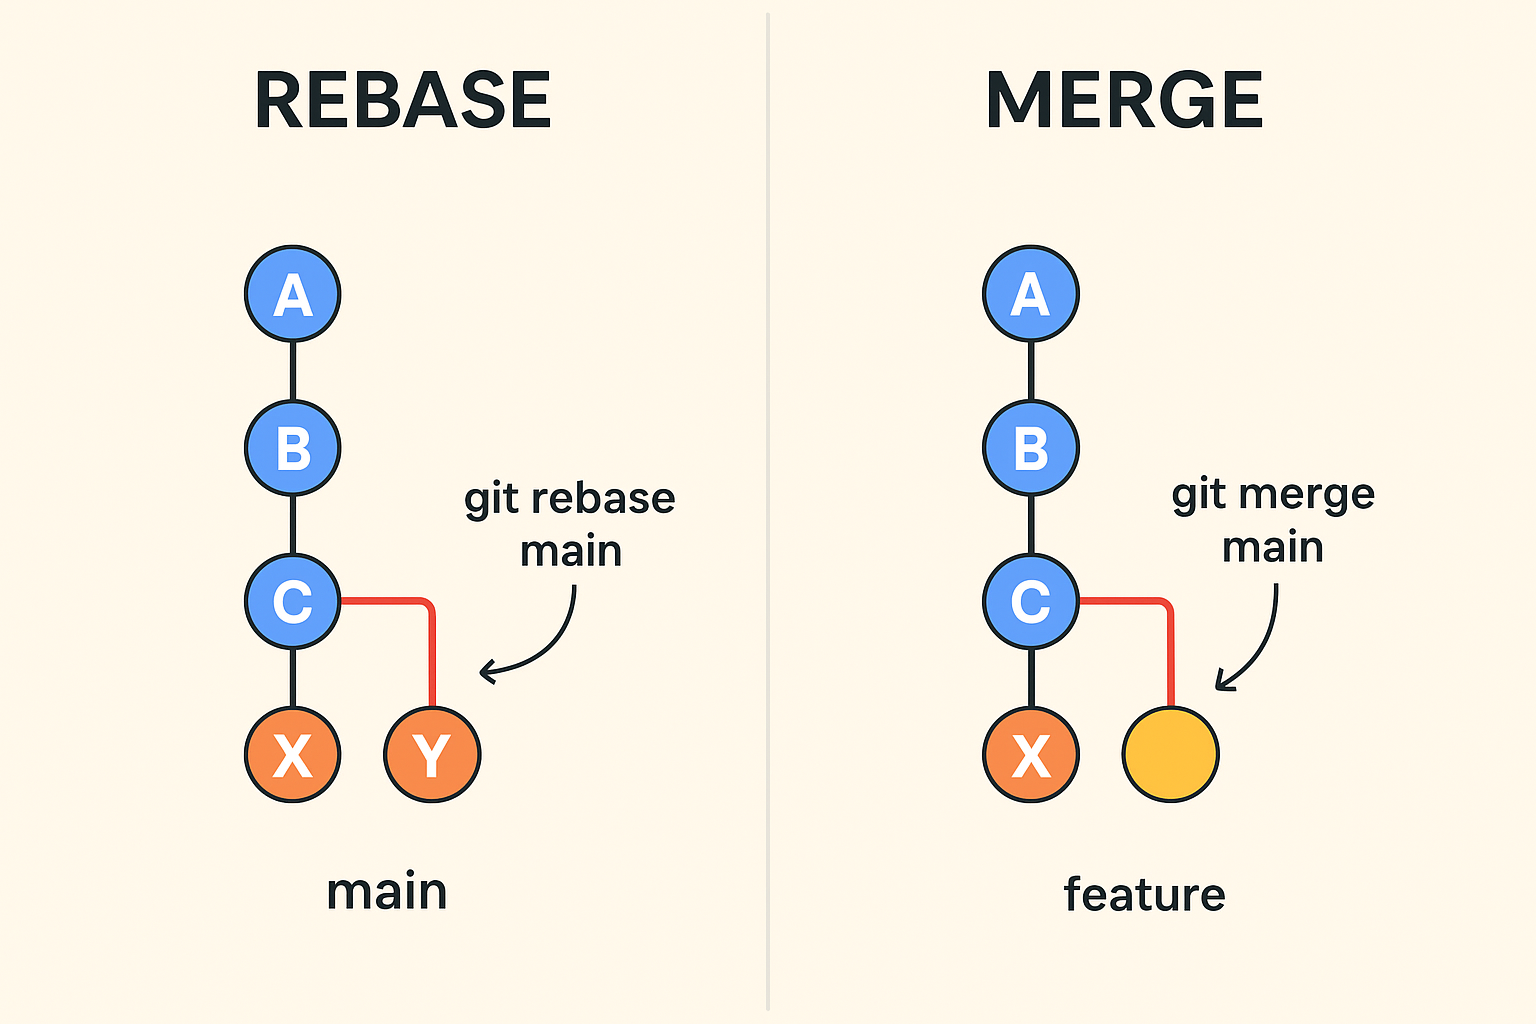 REBASE
A
B
git rebase
main
C
X
Y
main
MERGE
A
B
git merge
main
C
X
feature